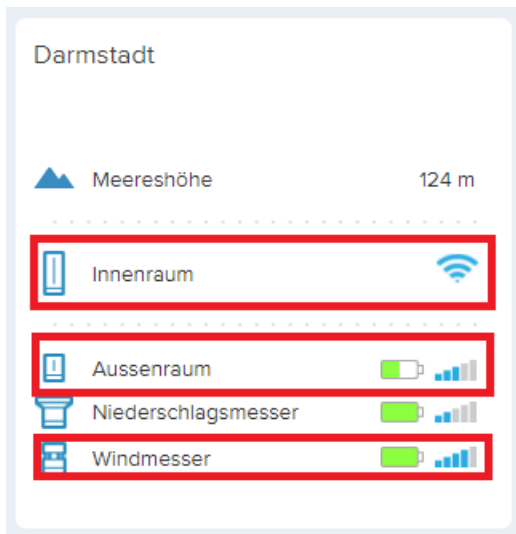 Darmstadt
Meereshöhe 124 m
Innenraum
Aussenraum
Niederschlagsmesser
Windmesser